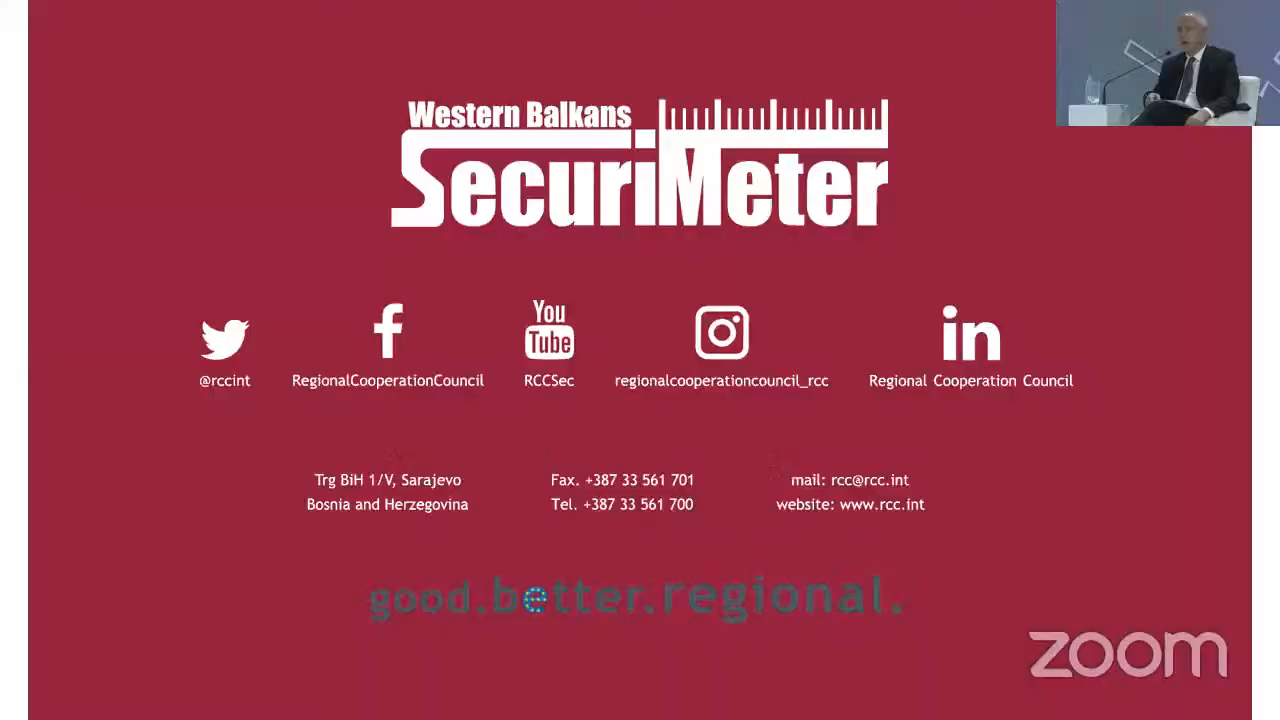 Western Balkans
SecuriMeter
You
Tube
in
@rccint
RegionalCooperationCouncil
RCCSec
regionalcooperationcouncil_rcc
Regional Cooperation Council
Trg BiH 1/V, Sarajevo
Bosnia and Herzegovina
Fax. +387 33 561 701
Tel. +387 33 561 700
mail: rcc@rcc.int
website: www.rcc.int
good.better.regional.
zoom